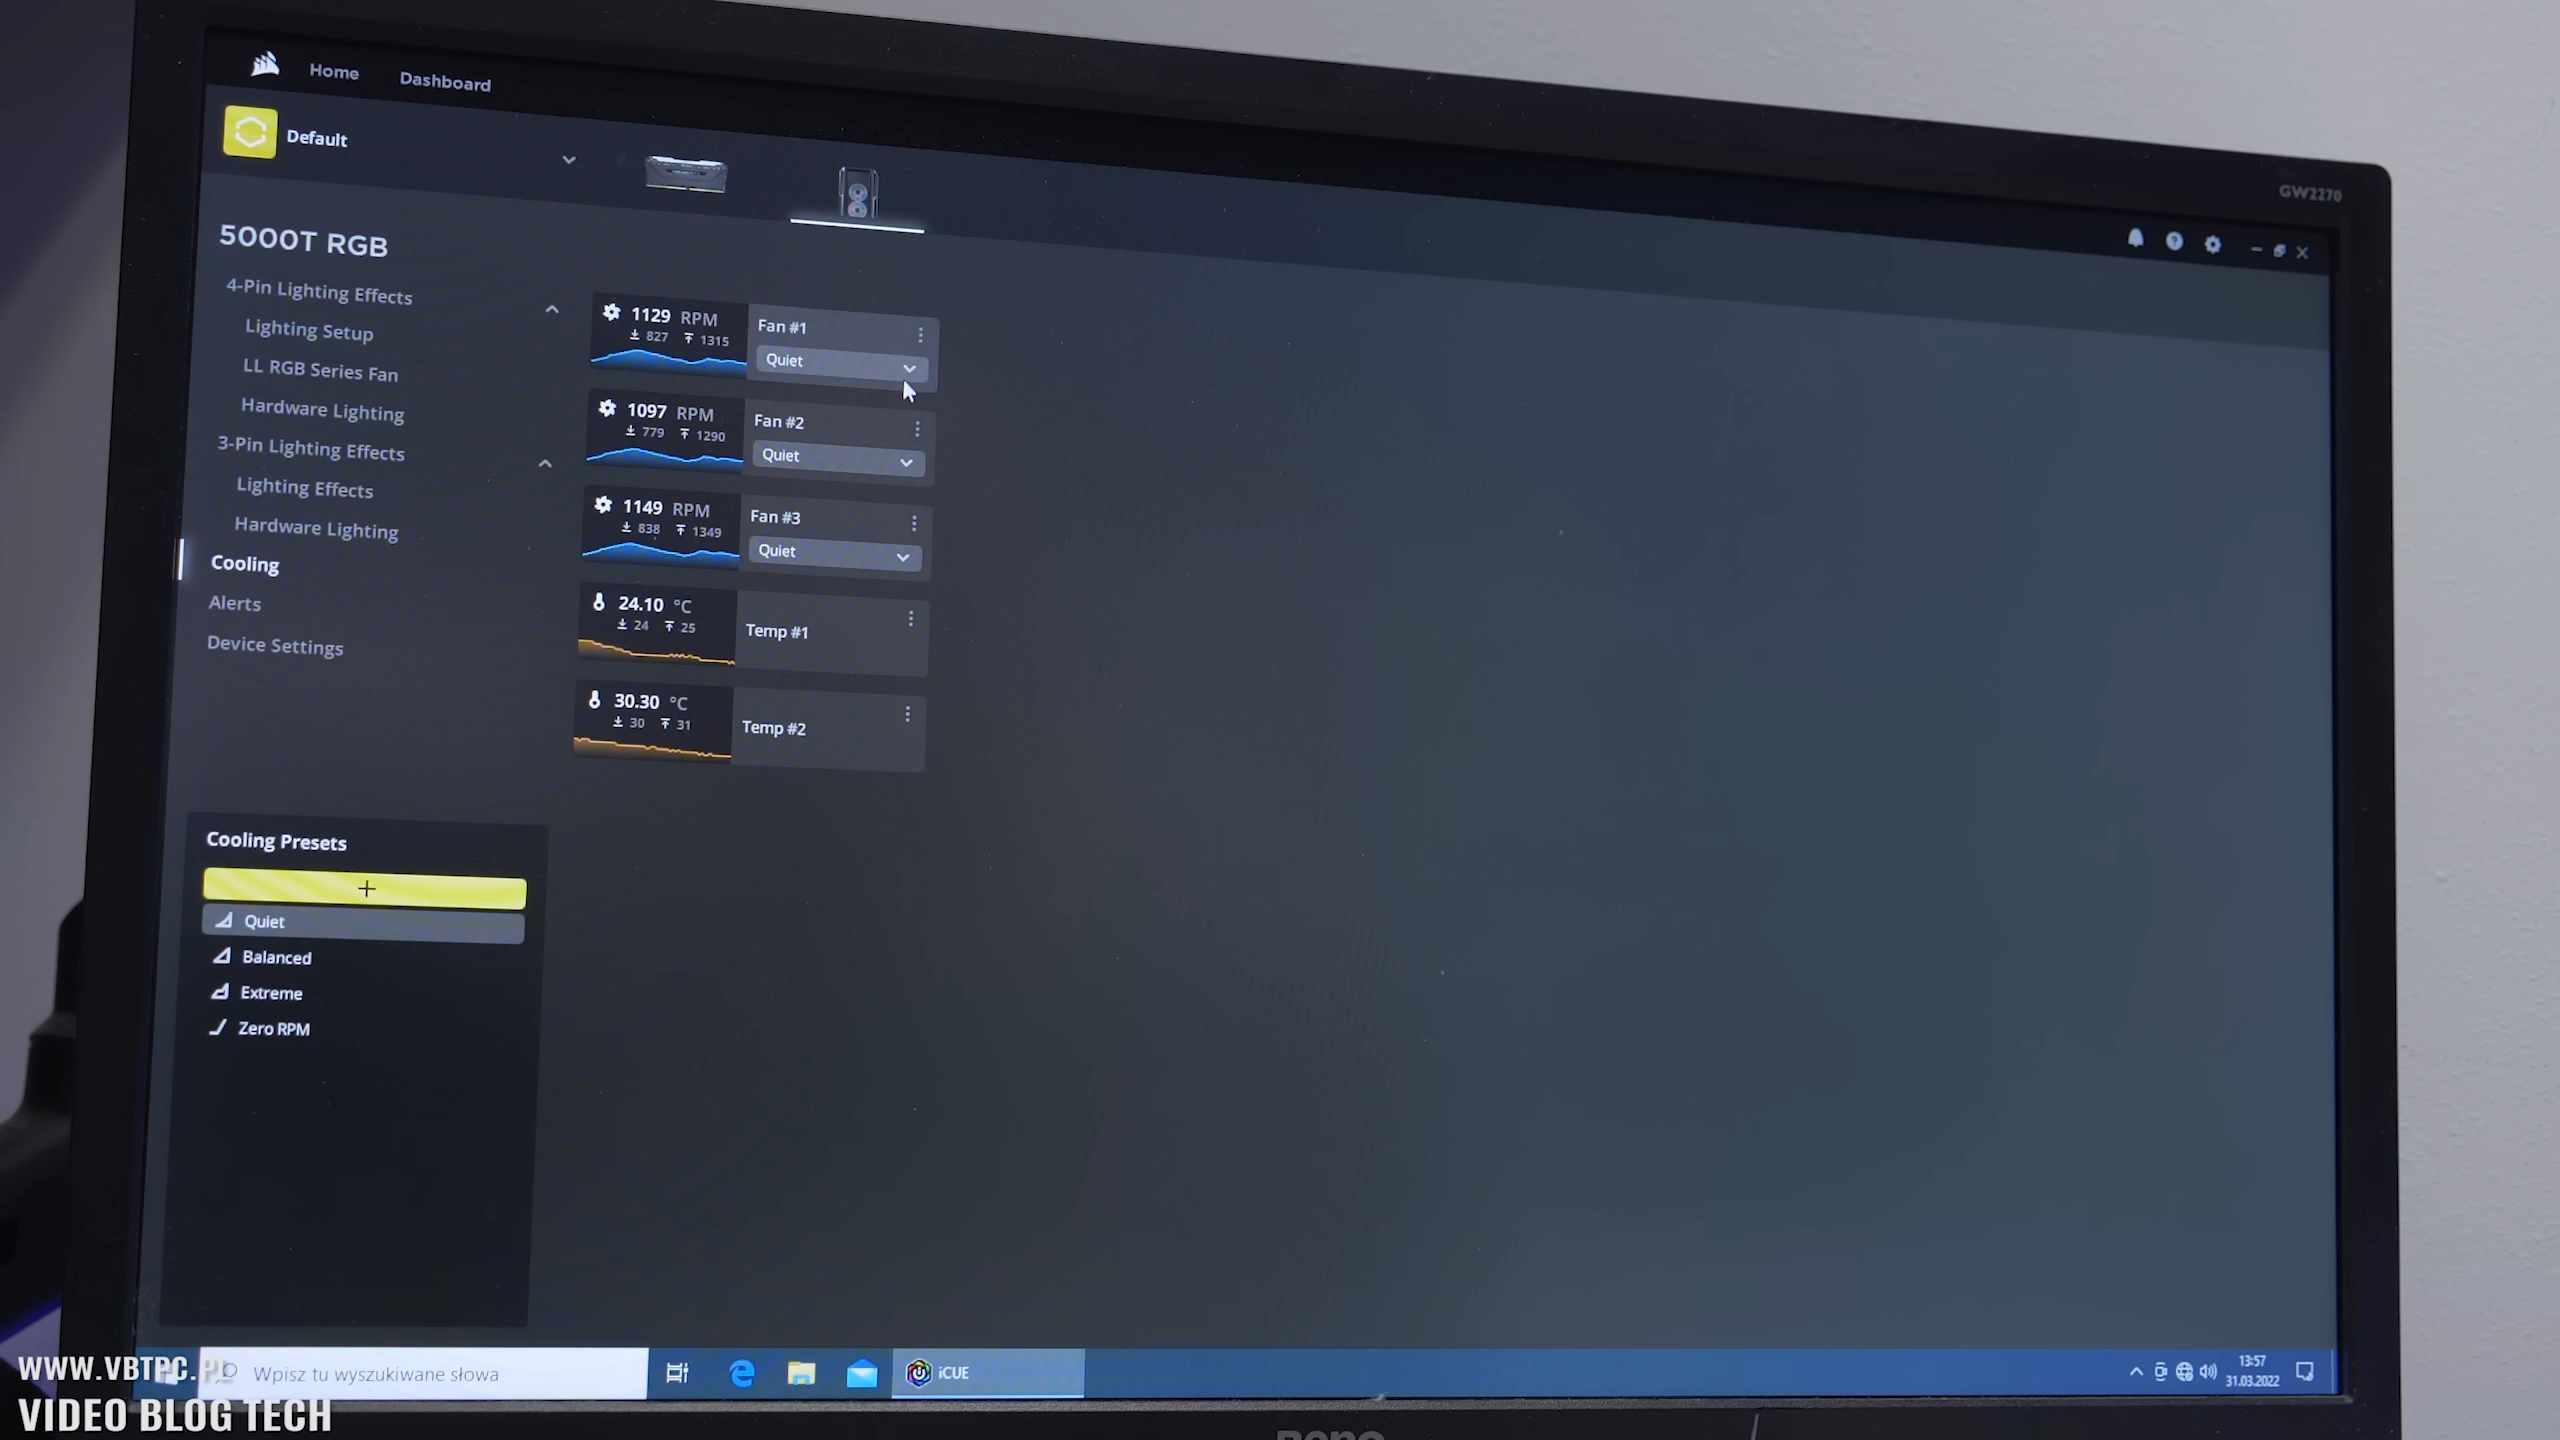 Home Dashboard
Default
GW2270
5000T RGB
4-Pin Lighting Effects
Lighting Setup
LL RGB Series Fan
Hardware Lighting
3-Pin Lighting Effects
Lighting Effects
Hardware Lighting
Cooling
Alerts
Device Settings
1129 RPM
827 1315
Fan #1
Quiet
1097 RPM
779 1290
Fan #2
Quiet
1149 RPM
838 1349
Fan #3
Quiet
24.10 °C
24 25
Temp #1
30.30 °C
30 31
Temp #2
Cooling Presets
+
Quiet
Balanced
Extreme
Zero RPM
Wpisz tu wyszukiwane słowa
iCUE
13:57
31.03.2022
WWW.VBTPC.PL
VIDEO BLOG TECH